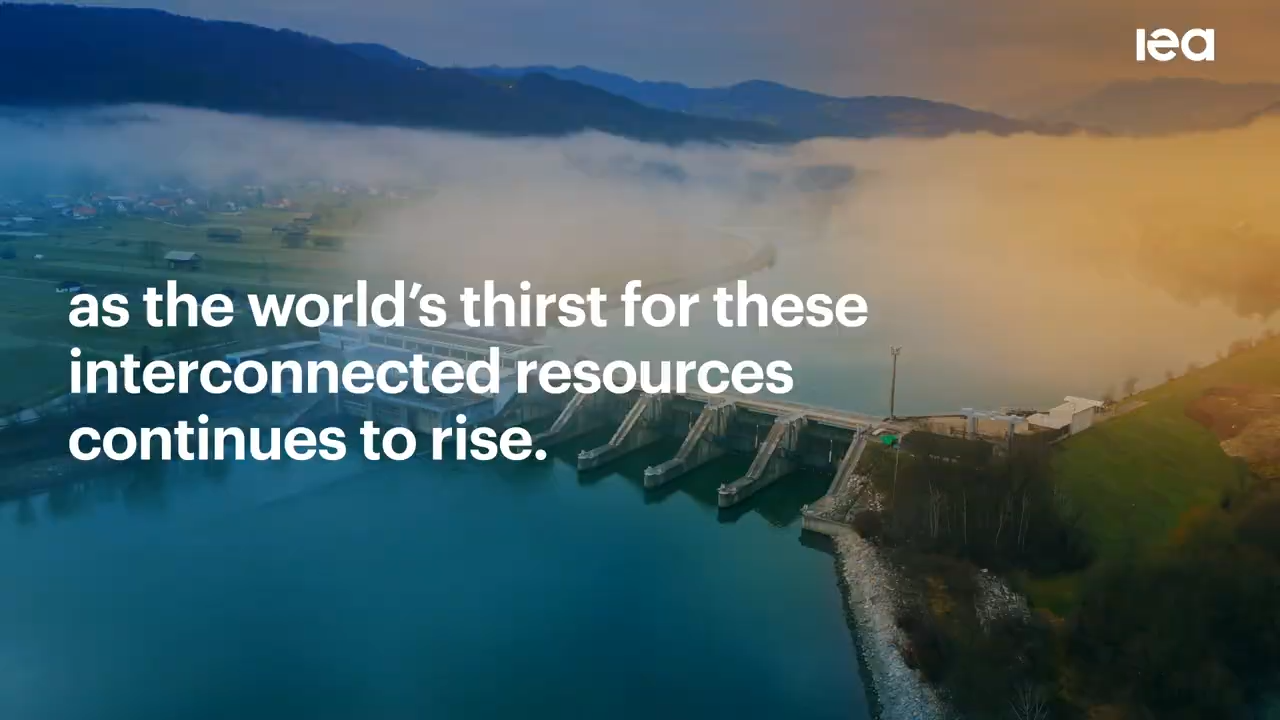 iea
as the world’s thirst for these
interconnected resources
continues to rise.